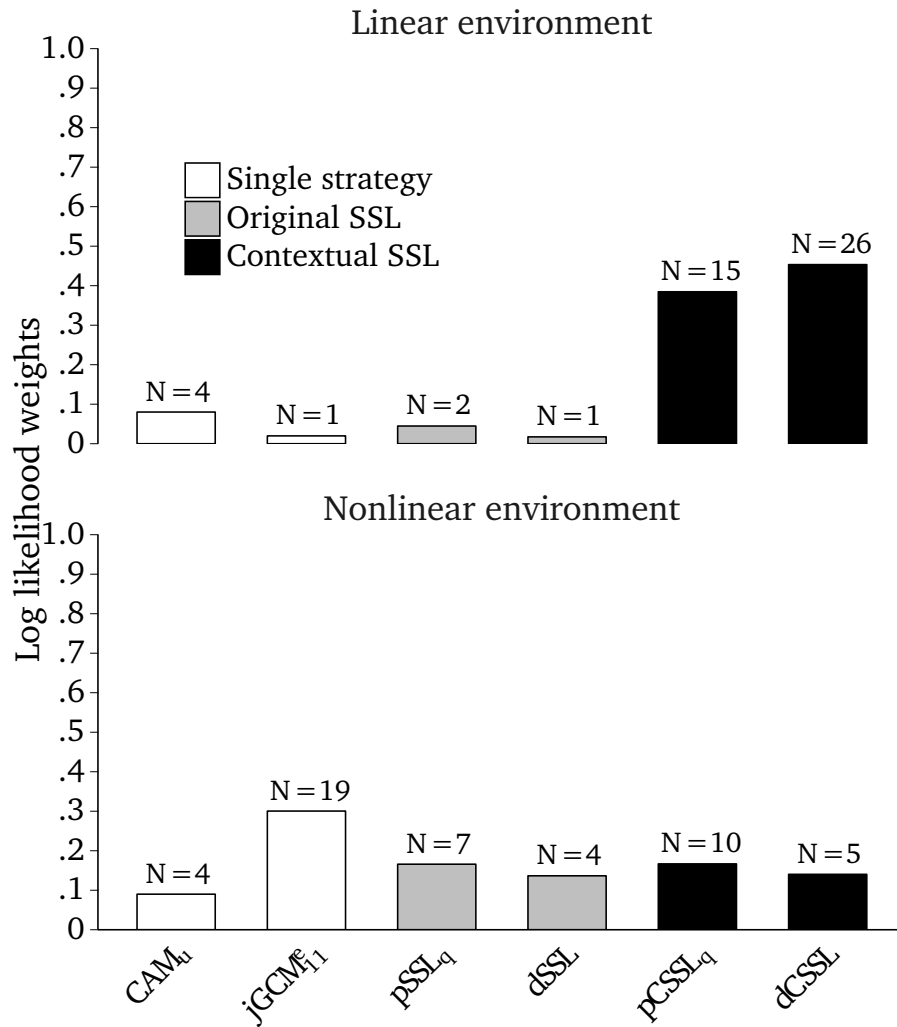 Linear environment
1.0
.9
.8
.7
.6
.5
.4
.3
.2
.1
0
Single strategy
Original SSL
Contextual SSL
N=4
N=1
N=2
N=1
N=15
N=26
Log likelihood weights
Nonlinear environment
1.0
.9
.8
.7
.6
.5
.4
.3
.2
.1
0
N=4
N=19
N=7
N=4
N=10
N=5
CAMᵤ
jGCMᵉ₁₁
pSSLq
dSSL
pCSSLq
dCSSL